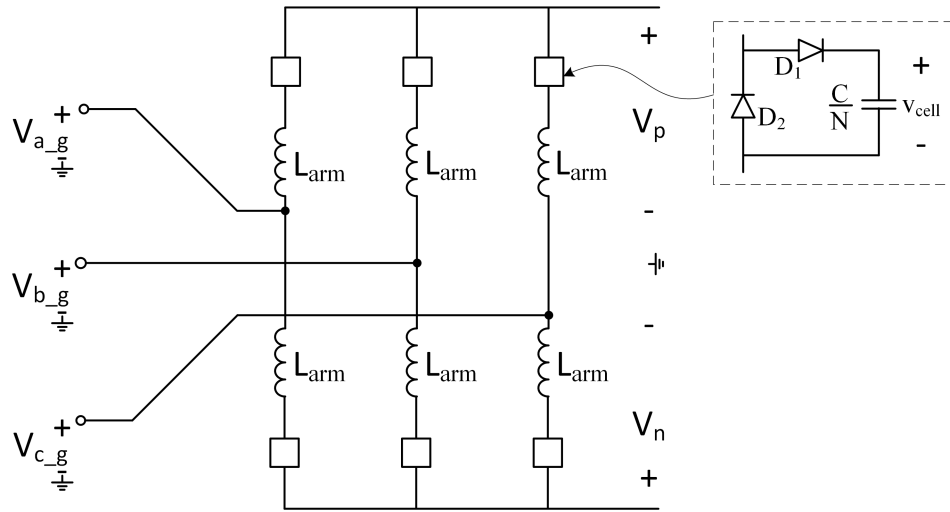 +
V_p
-
-
V_n
+
+
V_a_g
-
+
V_b_g
-
+
V_c_g
-
L_arm
L_arm
L_arm
L_arm
L_arm
L_arm
D_1
D_2
C
N
+
v_cell
-